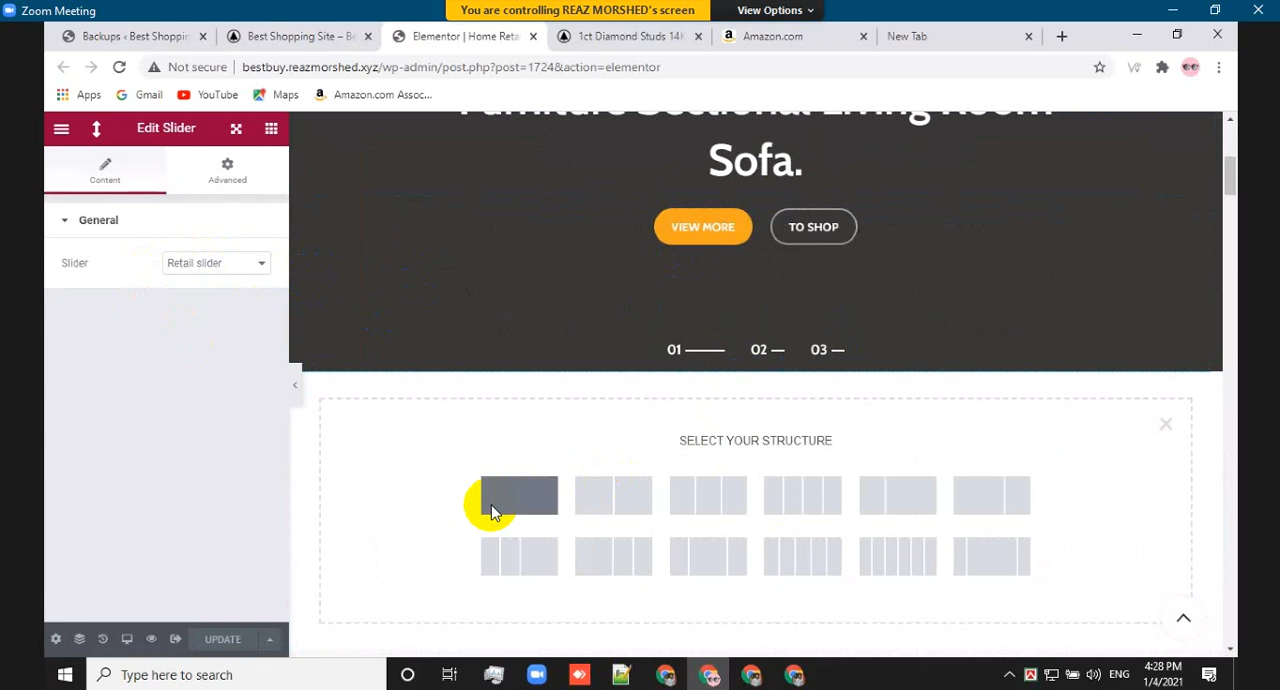 Zoom Meeting
You are controlling REAZ MORSHED's screen
View Options
Backups ‹ Best Shoppin
Best Shopping Site – Be
Elementor | Home Reta
1ct Diamond Studs 14K
Amazon.com
New Tab
Not secure
bestbuy.reazmorshed.xyz/wp-admin/post.php?post=1724&action=elementor
Apps
Gmail
YouTube
Maps
Amazon.com Assoc...
Edit Slider
Content
Advanced
General
Slider
Retail slider
UPDATE
Furniture Sectional Living Room
Sofa.
VIEW MORE
TO SHOP
01
02
03
SELECT YOUR STRUCTURE
Type here to search
ENG
4:28 PM
1/4/2021